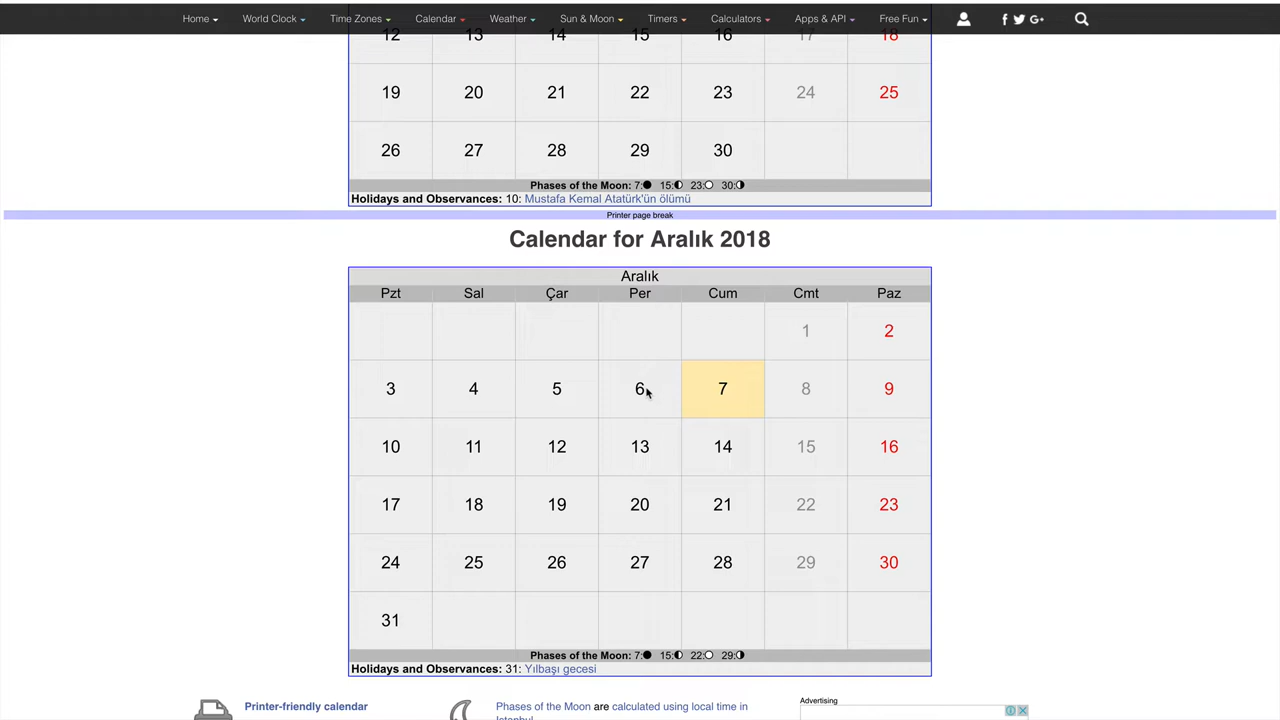 Home World Clock Time Zones Calendar Weather Sun & Moon Timers Calculators Apps & API Free Fun
12 13 14 15 16 17 18
19 20 21 22 23 24 25
26 27 28 29 30
Phases of the Moon: 7: 15: 23: 30:
Holidays and Observances: 10: Mustafa Kemal Atatürk'ün ölümü
Printer page break
Calendar for Aralık 2018
Aralık
Pzt Sal Çar Per Cum Cmt Paz
1 2
3 4 5 6 7 8 9
10 11 12 13 14 15 16
17 18 19 20 21 22 23
24 25 26 27 28 29 30
31
Phases of the Moon: 7: 15: 22: 29:
Holidays and Observances: 31: Yılbaşı gecesi
Printer-friendly calendar
Phases of the Moon are calculated using local time in
Istanbul
Advertising